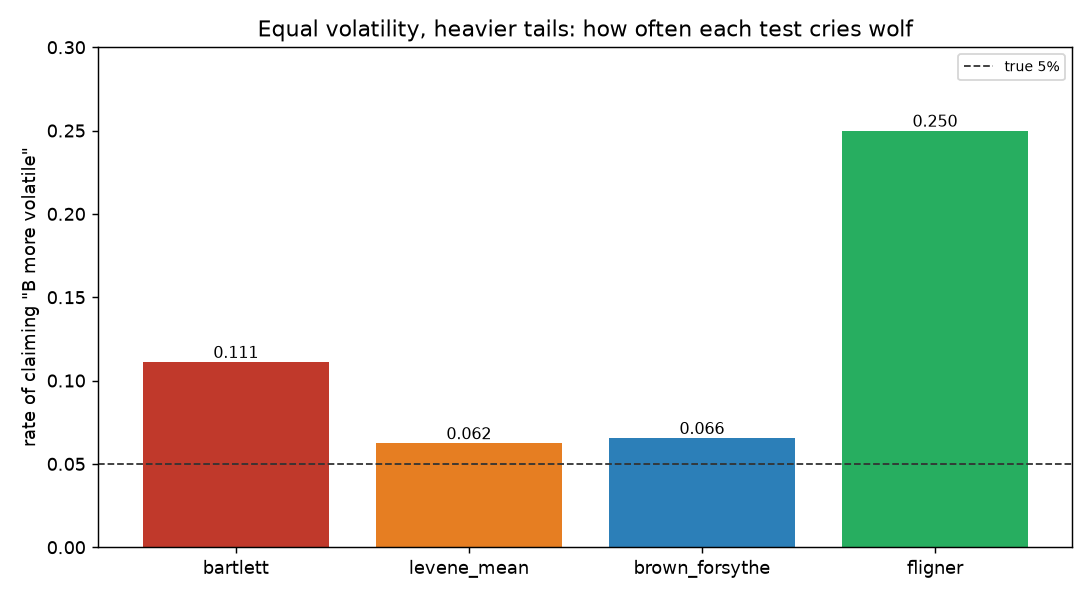 Equal volatility, heavier tails: how often each test cries wolf
rate of claiming "B more volatile"
0.30
0.25
0.20
0.15
0.10
0.05
0.00
true 5%
0.111
0.062
0.066
0.250
bartlett
levene_mean
brown_forsythe
fligner